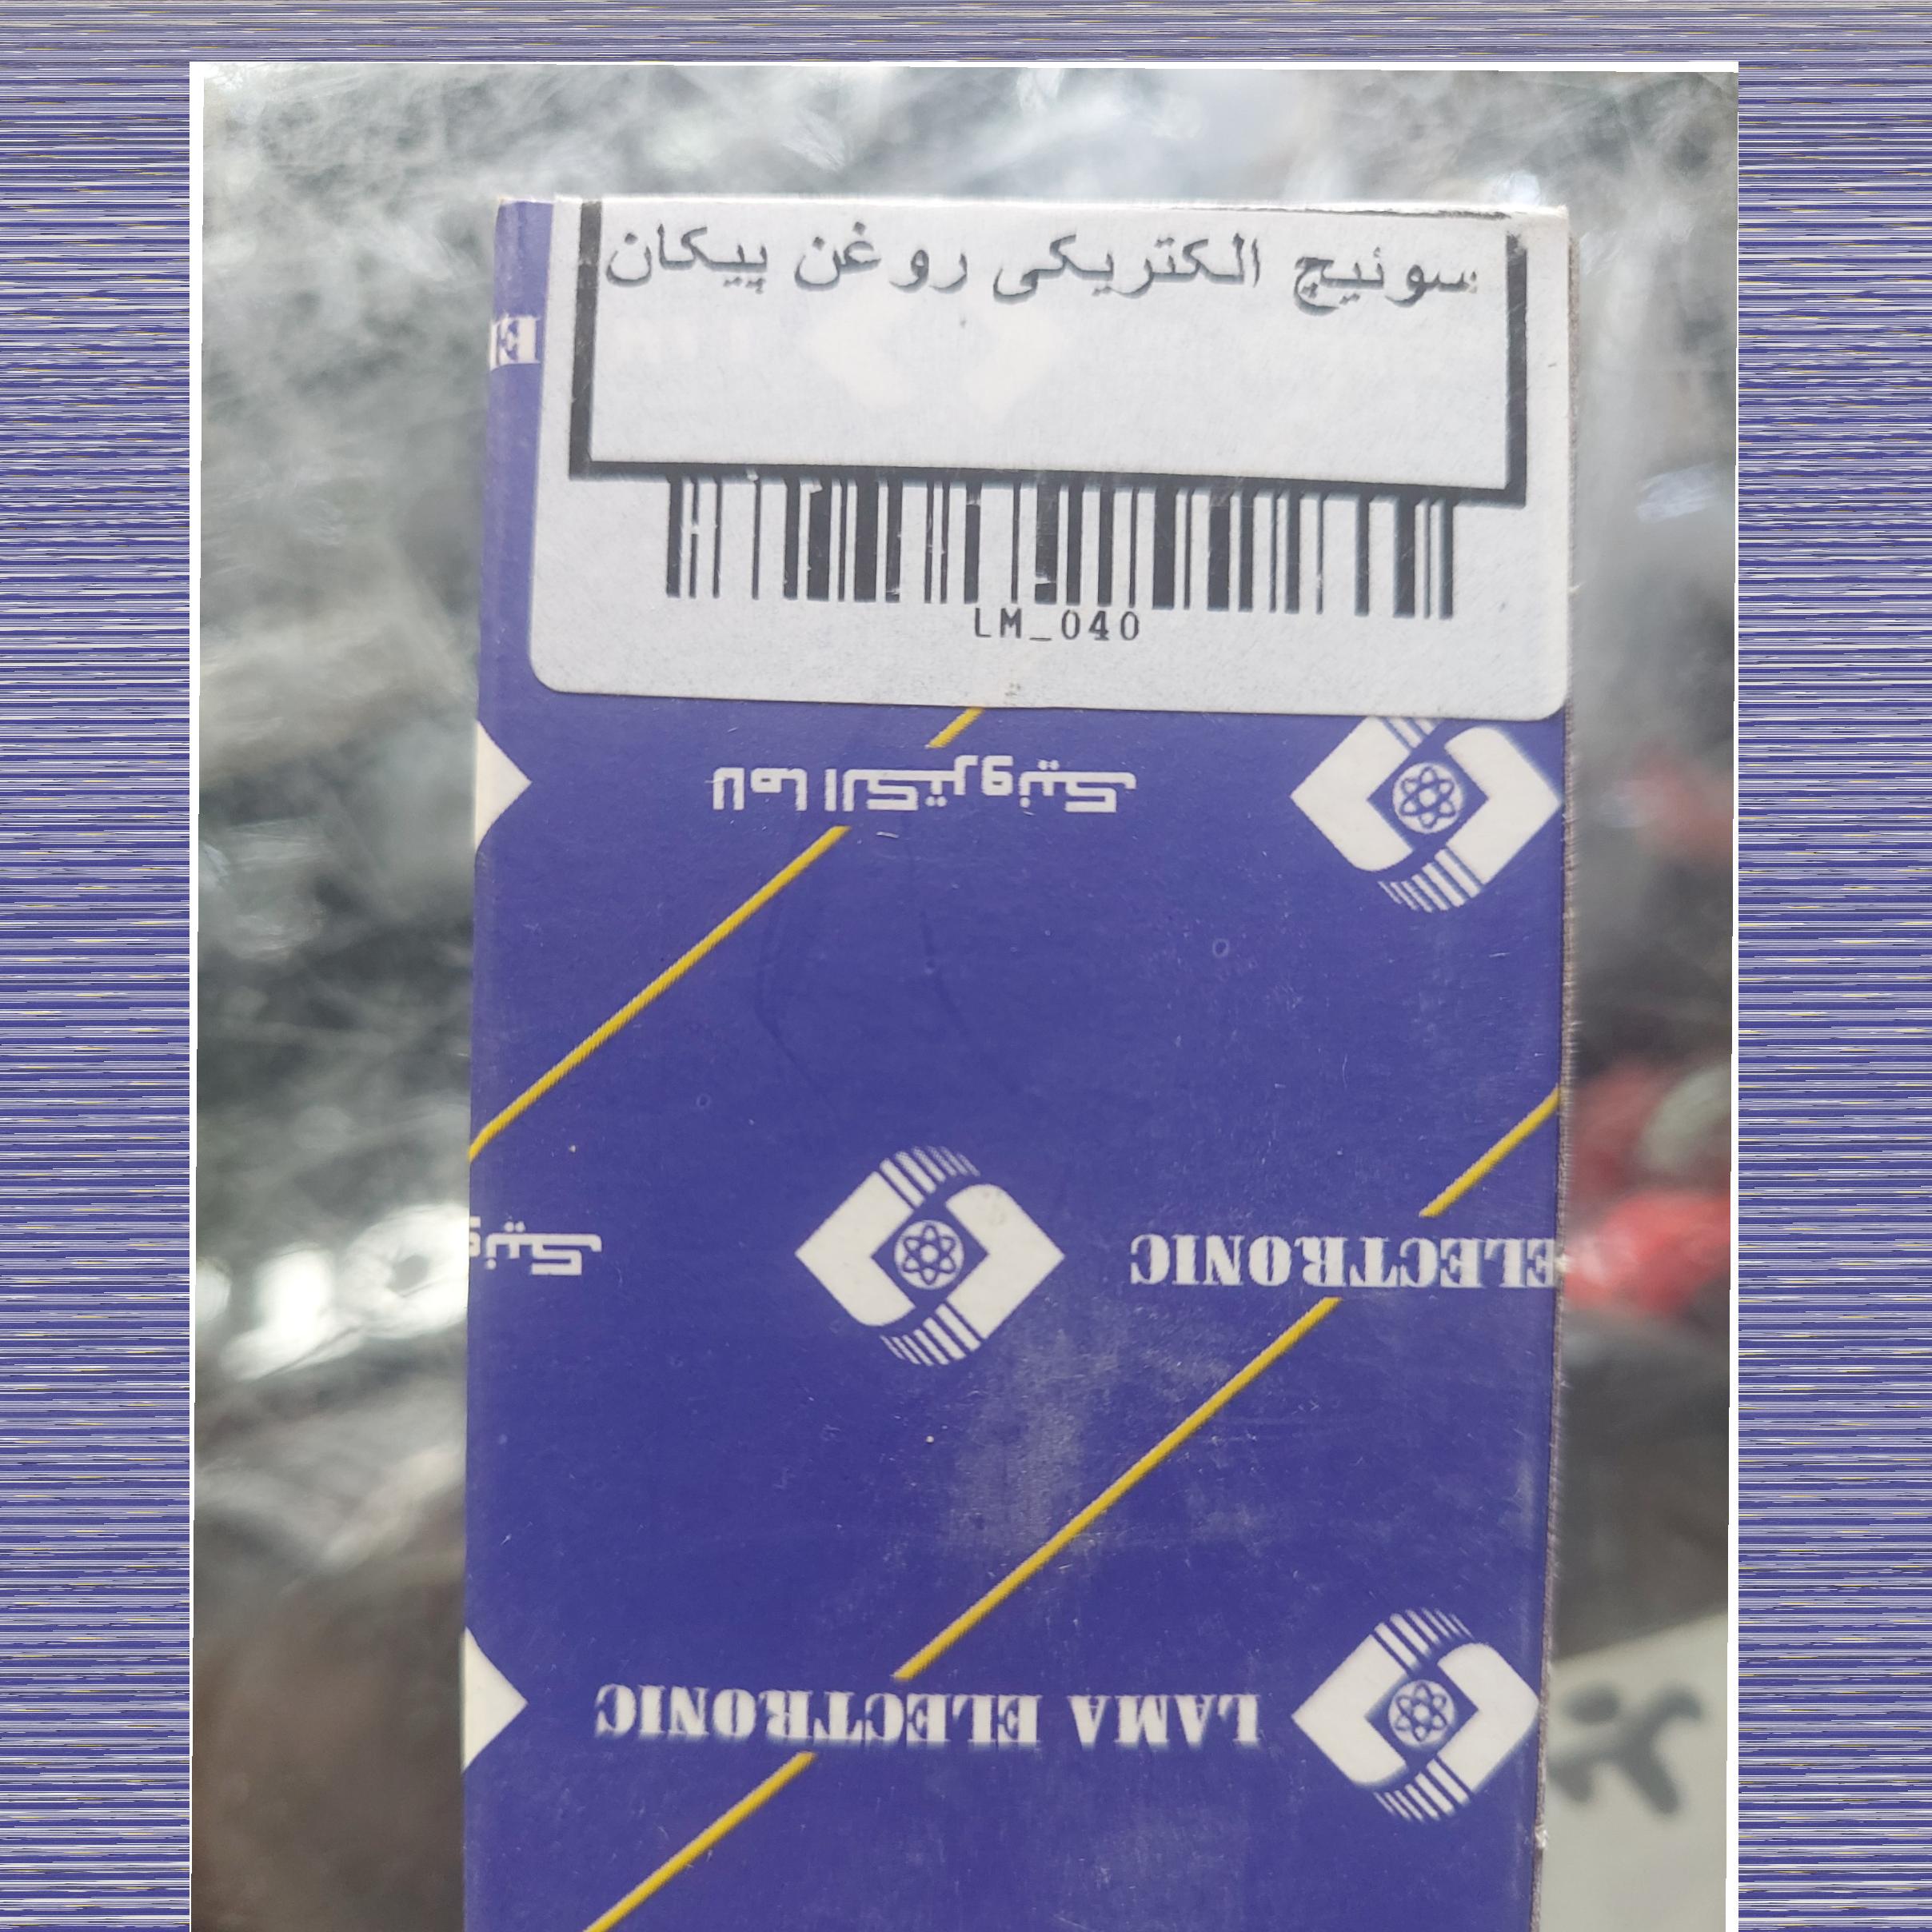 سوئیچ الکتریکی روغن پیکان
LM_040
E
لاما الکترونیک
ELECTRONIC
LAMA ELECTRONIC